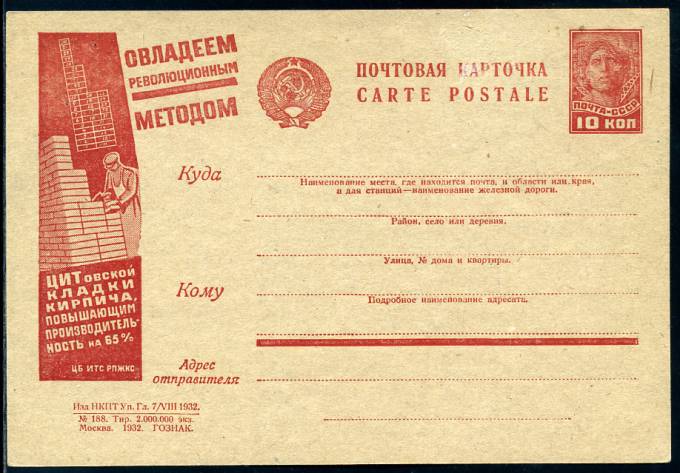 ОВЛАДЕЕМ
РЕВОЛЮЦИОННЫМ
МЕТОДОМ
ЦИТовской
КЛАДКИ
КИРПИЧА,
ПОВЫШАЮЩИМ
ПРОИЗВОДИТЕЛЬ-
НОСТЬ НА 65%
ЦБ ИТС РПЖКС
ПОЧТОВАЯ КАРТОЧКА
CARTE POSTALE
ПОЧТА-СССР
10 КОП
Куда
Наименование места, где находится почта, и области или края,
а для станций—наименование железной дороги.
Район, село или деревня.
Улица, № дома и квартиры.
Кому
Подробное наименование адресата.
Адрес
отправителя
Изд НКПТ Уп. Гл. 7/VIII 1932.
№ 188. Тир. 2.000.000 экз.
Москва. 1932. ГОЗНАК.